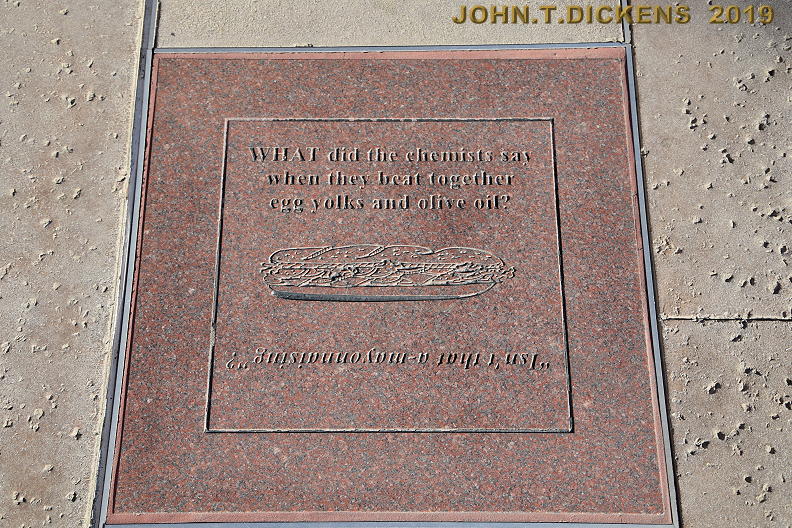 JOHN.T.DICKENS 2019
WHAT did the chemists say
when they beat together
egg yolks and olive oil?
"Isn't that a-mayonnaising"?